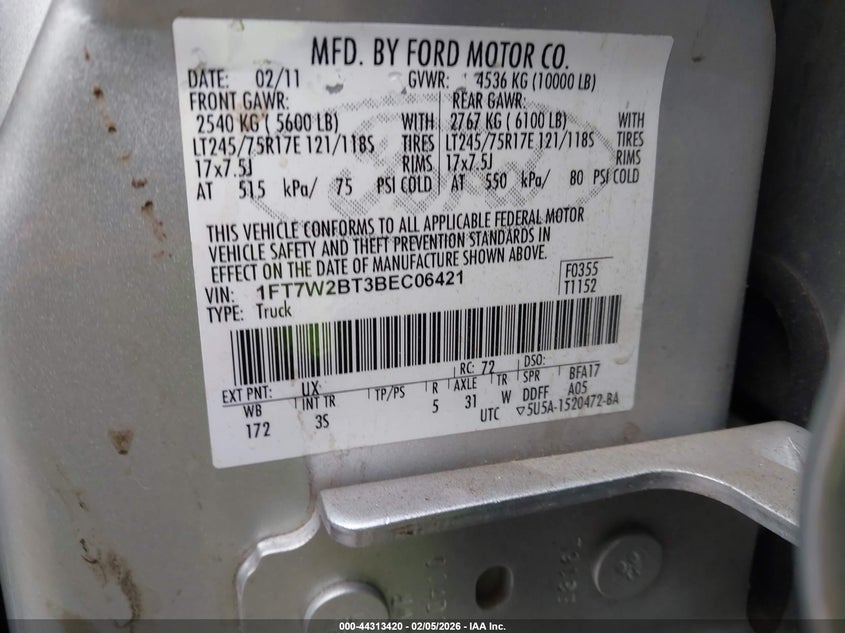 MFD. BY FORD MOTOR CO.
DATE: 02/11 GVWR: 4536 KG (10000 LB)
FRONT GAWR: REAR GAWR:
2540 KG ( 5600 LB) WITH 2767 KG ( 6100 LB) WITH
LT245/75R17E 121/118S TIRES LT245/75R17E 121/118S TIRES
17x7.5J RIMS 17x7.5J RIMS
AT 515 kPa/ 75 PSI COLD AT 550 kPa/ 80 PSI COLD
THIS VEHICLE CONFORMS TO ALL APPLICABLE FEDERAL MOTOR
VEHICLE SAFETY AND THEFT PREVENTION STANDARDS IN
EFFECT ON THE DATE OF MANUFACTURE SHOWN ABOVE.
VIN: 1FT7W2BT3BEC06421 F0355
TYPE: Truck T1152
EXT PNT: UX RC: 72 DSO:
WB INT TR TP/PS R AXLE TR SPR BFA17
172 3S 5 31 W DDFF A05
UTC ▽5U5A-1520472-BA
000-44313420 - 02/05/2026 - IAA Inc.